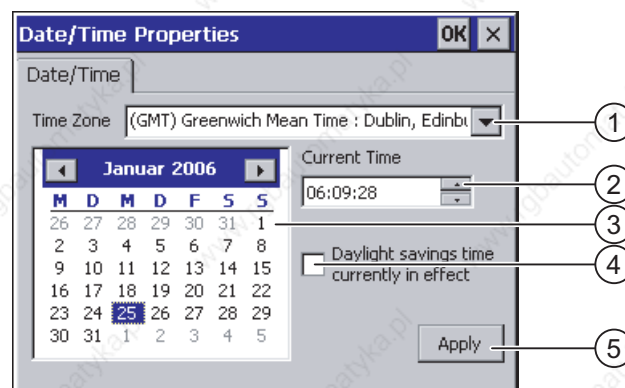 Date/Time Properties OK ×
Date/Time
Time Zone (GMT) Greenwich Mean Time : Dublin, Edinbu
1
Januar 2006
Current Time
06:09:28
2
M D M D F S S
26 27 28 29 30 31 1
3
2 3 4 5 6 7 8
Daylight savings time
currently in effect
4
9 10 11 12 13 14 15
16 17 18 19 20 21 22
23 24 25 26 27 28 29
30 31 1 2 3 4 5
Apply
5